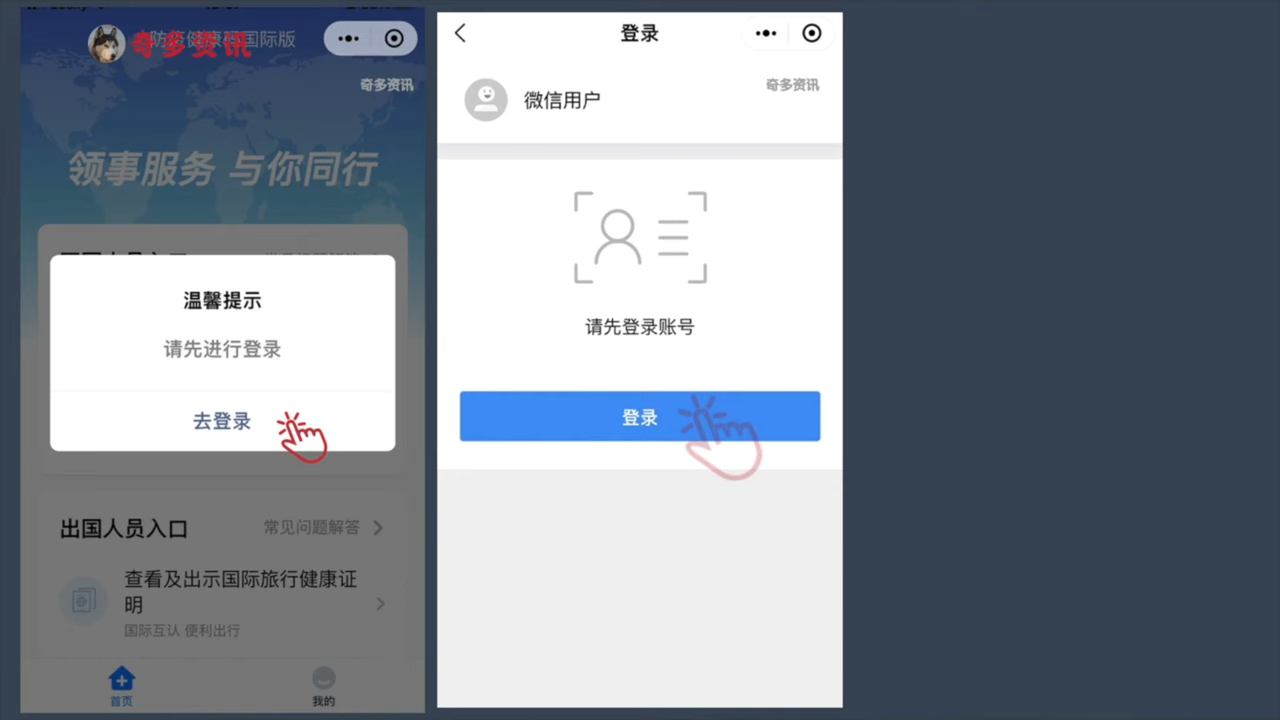 奇多资讯
国际版
奇多资讯
领事服务 与你同行
温馨提示
请先进行登录
去登录
出国人员入口
常见问题解答
查看及出示国际旅行健康证
明
国际互认 便利出行
首页
我的
登录
微信用户
奇多资讯
请先登录账号
登录